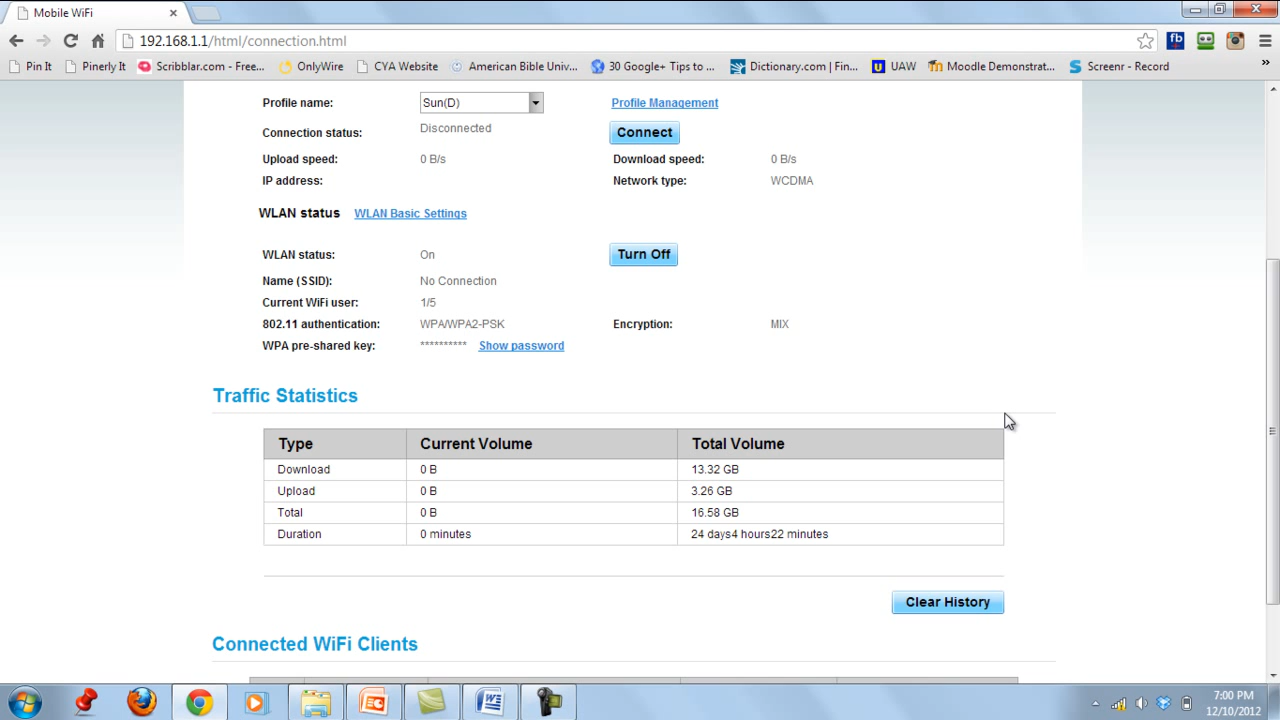 Mobile WiFi
192.168.1.1/html/connection.html
Pin It
Pinerly It
Scribblar.com - Free...
OnlyWire
CYA Website
American Bible Univ...
30 Google+ Tips to ...
Dictionary.com | Fin...
UAW
Moodle Demonstrat...
Screenr - Record
Profile name: Sun(D) Profile Management
Connection status: Disconnected Connect
Upload speed: 0 B/s Download speed: 0 B/s
IP address: Network type: WCDMA
WLAN status WLAN Basic Settings
WLAN status: On Turn Off
Name (SSID): No Connection
Current WiFi user: 1/5
802.11 authentication: WPA/WPA2-PSK Encryption: MIX
WPA pre-shared key: ********** Show password
Traffic Statistics
Type Current Volume Total Volume
Download 0 B 13.32 GB
Upload 0 B 3.26 GB
Total 0 B 16.58 GB
Duration 0 minutes 24 days4 hours22 minutes
Clear History
Connected WiFi Clients
7:00 PM
12/10/2012